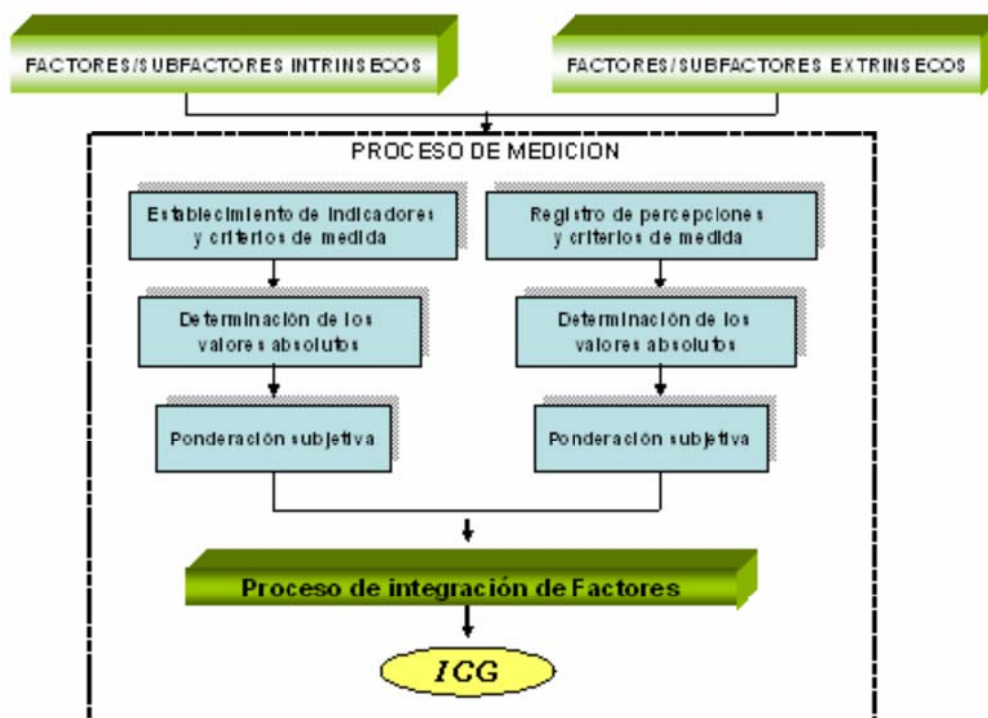 FACTORES/SUBFACTORES INTRINSECOS
FACTORES/SUBFACTORES EXTRINSECOS
PROCESO DE MEDICION
Establecimiento de indicadores
y criterios de medida
Registro de percepciones
y criterios de medida
Determinación de los
valores absolutos
Determinación de los
valores absolutos
Ponderación subjetiva
Ponderación subjetiva
Proceso de integración de Factores
ICG